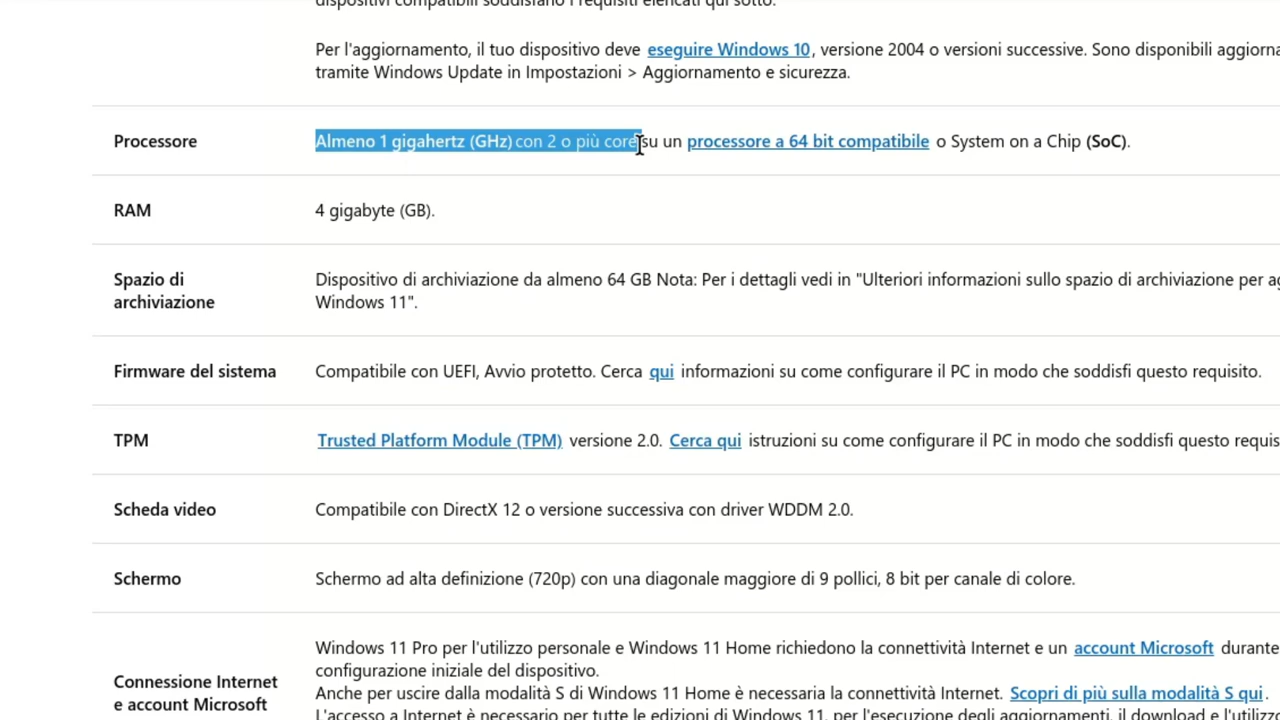 dispositivi compatibili soddisfano i requisiti elencati qui sotto.
Per l'aggiornamento, il tuo dispositivo deve eseguire Windows 10, versione 2004 o versioni successive. Sono disponibili aggiorna
tramite Windows Update in Impostazioni > Aggiornamento e sicurezza.
Processore
Almeno 1 gigahertz (GHz) con 2 o più core su un processore a 64 bit compatibile o System on a Chip (SoC).
RAM
4 gigabyte (GB).
Spazio di
archiviazione
Dispositivo di archiviazione da almeno 64 GB Nota: Per i dettagli vedi in "Ulteriori informazioni sullo spazio di archiviazione per ag
Windows 11".
Firmware del sistema
Compatibile con UEFI, Avvio protetto. Cerca qui informazioni su come configurare il PC in modo che soddisfi questo requisito.
TPM
Trusted Platform Module (TPM) versione 2.0. Cerca qui istruzioni su come configurare il PC in modo che soddisfi questo requis
Scheda video
Compatibile con DirectX 12 o versione successiva con driver WDDM 2.0.
Schermo
Schermo ad alta definizione (720p) con una diagonale maggiore di 9 pollici, 8 bit per canale di colore.
Connessione Internet
e account Microsoft
Windows 11 Pro per l'utilizzo personale e Windows 11 Home richiedono la connettività Internet e un account Microsoft durante
configurazione iniziale del dispositivo.
Anche per uscire dalla modalità S di Windows 11 Home è necessaria la connettività Internet. Scopri di più sulla modalità S qui.
L'accesso a Internet è necessario per tutte le edizioni di Windows 11, per l'esecuzione degli aggiornamenti, il download e l'utilizzo